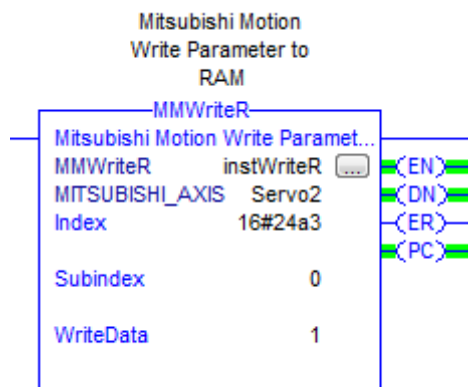 Mitsubishi Motion
Write Parameter to
RAM
MMWriteR
Mitsubishi Motion Write Paramet...
MMWriteR instWriteR ... EN
MITSUBISHI_AXIS Servo2 DN
Index 16#24a3 ER
PC
Subindex 0
WriteData 1